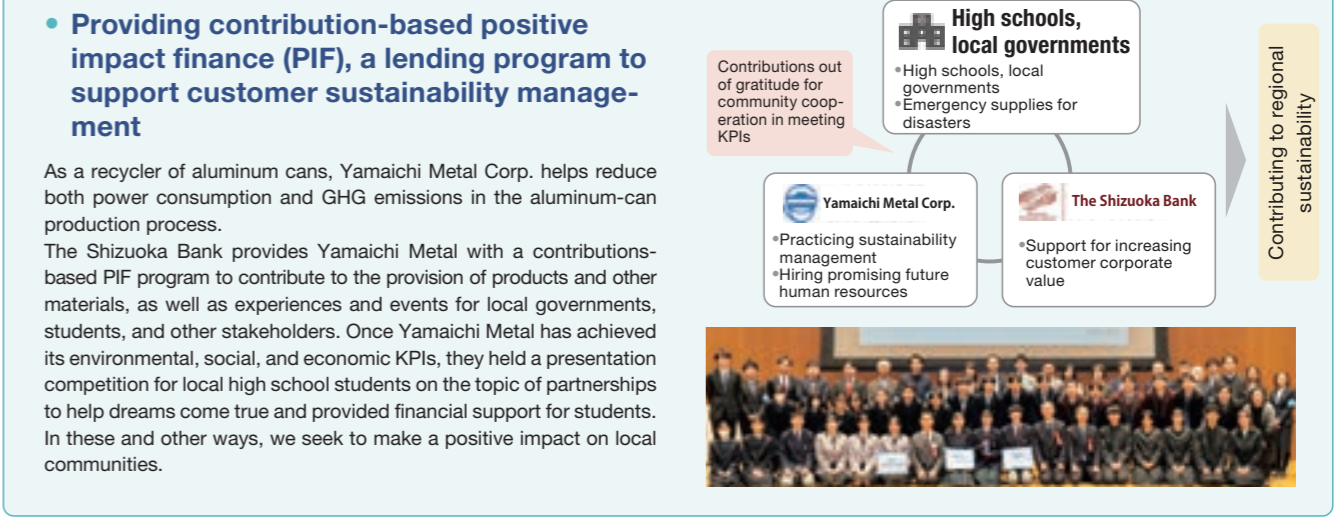 • Providing contribution-based positive
impact finance (PIF), a lending program to
support customer sustainability manage-
ment
As a recycler of aluminum cans, Yamaichi Metal Corp. helps reduce
both power consumption and GHG emissions in the aluminum-can
production process.
The Shizuoka Bank provides Yamaichi Metal with a contributions-
based PIF program to contribute to the provision of products and other
materials, as well as experiences and events for local governments,
students, and other stakeholders. Once Yamaichi Metal has achieved
its environmental, social, and economic KPIs, they held a presentation
competition for local high school students on the topic of partnerships
to help dreams come true and provided financial support for students.
In these and other ways, we seek to make a positive impact on local
communities.
Contributions out
of gratitude for
community coop-
eration in meeting
KPIs
High schools,
local governments
•High schools, local
governments
•Emergency supplies for
disasters
Yamaichi Metal Corp.
•Practicing sustainability
management
•Hiring promising future
human resources
The Shizuoka Bank
•Support for increasing
customer corporate
value
Contributing to regional
sustainability